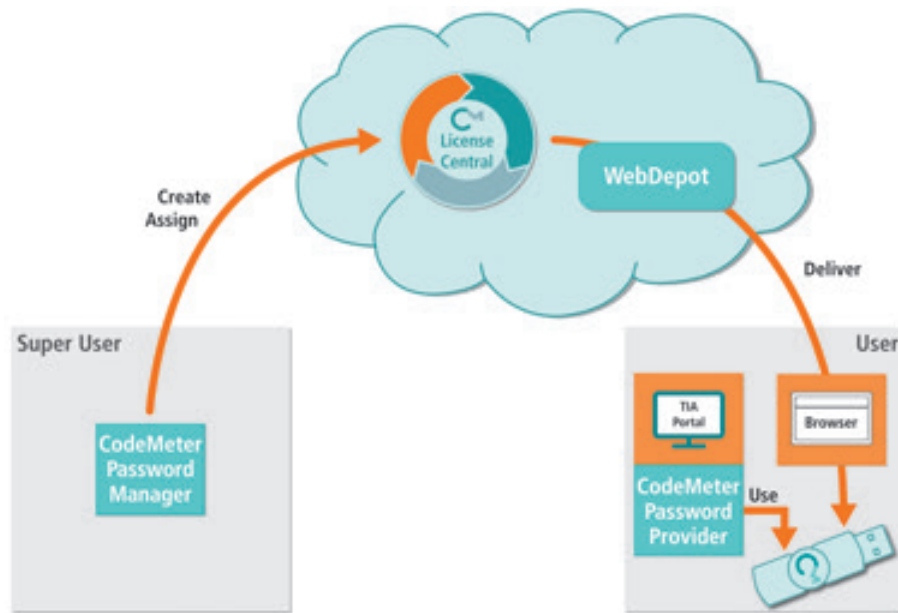 License
Central
WebDepot
Create
Assign
Deliver
Super User
CodeMeter
Password
Manager
User
TIA
Portal
Browser
CodeMeter
Password
Provider
Use